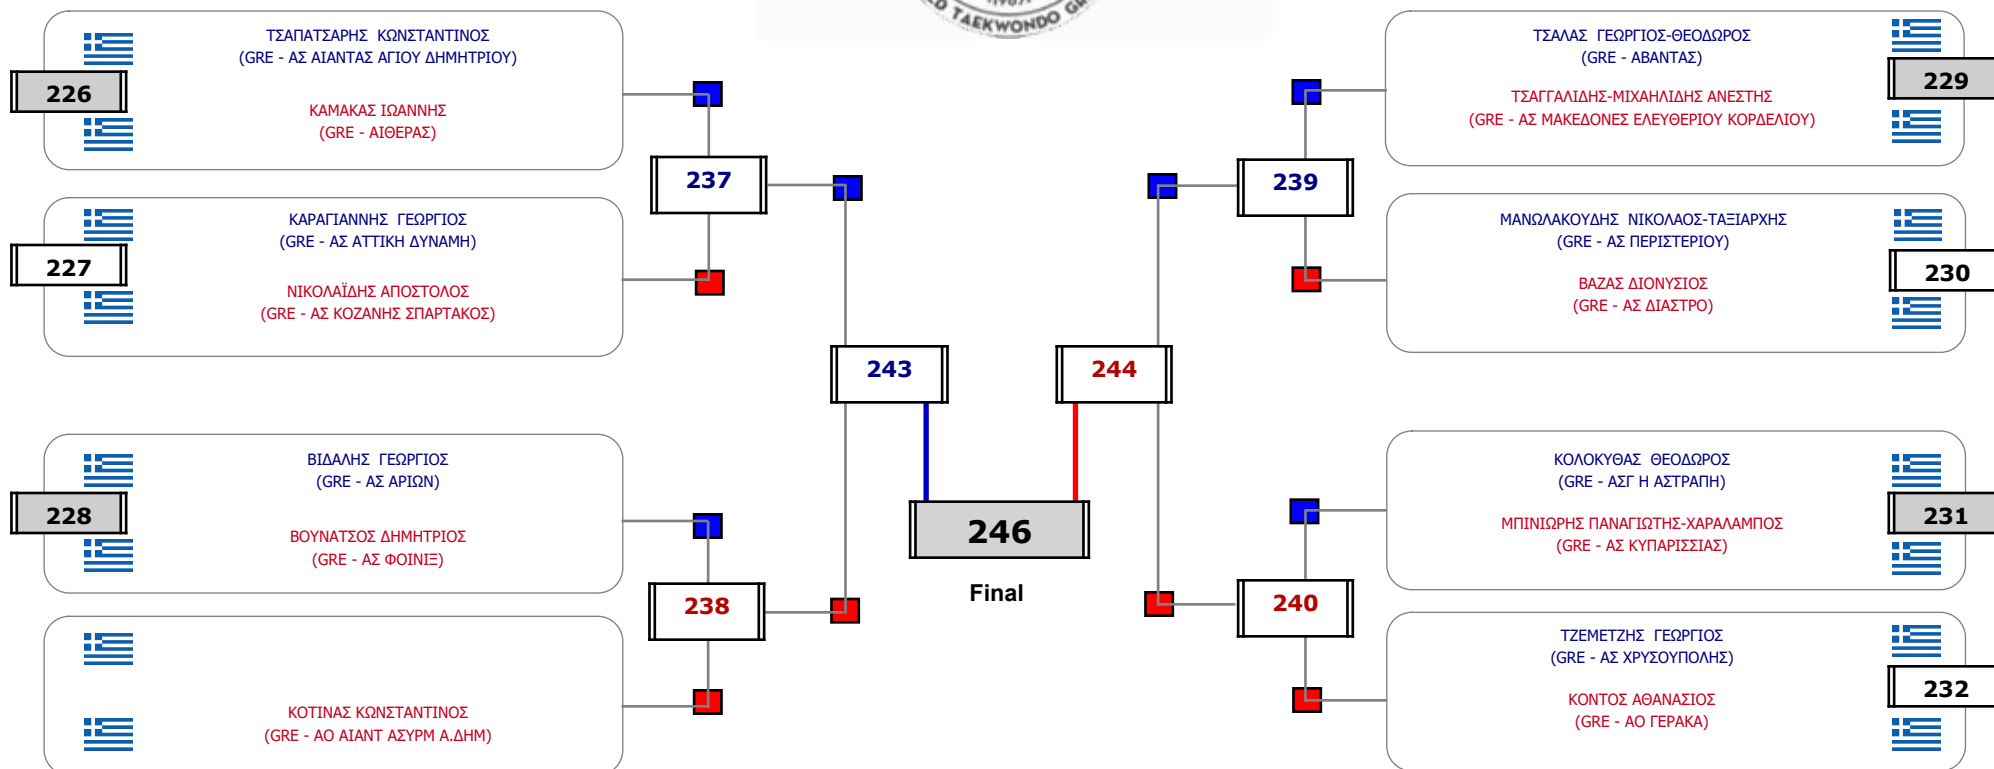 TAEKWONDO
ΤΣΑΠΑΤΣΑΡΗΣ ΚΩΝΣΤΑΝΤΙΝΟΣ
(GRE - ΑΣ ΑΙΑΝΤΑΣ ΑΓΙΟΥ ΔΗΜΗΤΡΙΟΥ)
226
ΚΑΜΑΚΑΣ ΙΩΑΝΝΗΣ
(GRE - ΑΙΘΕΡΑΣ)
237
ΚΑΡΑΓΙΑΝΝΗΣ ΓΕΩΡΓΙΟΣ
(GRE - ΑΣ ΑΤΤΙΚΗ ΔΥΝΑΜΗ)
227
ΝΙΚΟΛΑΪΔΗΣ ΑΠΟΣΤΟΛΟΣ
(GRE - ΑΣ ΚΟΖΑΝΗΣ ΣΠΑΡΤΑΚΟΣ)
243
ΒΙΔΑΛΗΣ ΓΕΩΡΓΙΟΣ
(GRE - ΑΣ ΑΡΙΩΝ)
228
ΒΟΥΝΑΤΣΟΣ ΔΗΜΗΤΡΙΟΣ
(GRE - ΑΣ ΦΟΙΝΙΞ)
238
ΚΟΤΙΝΑΣ ΚΩΝΣΤΑΝΤΙΝΟΣ
(GRE - ΑΟ ΑΙΑΝΤ ΑΣΥΡΜ Α.ΔΗΜ)
246
Final
ΤΣΑΛΑΣ ΓΕΩΡΓΙΟΣ-ΘΕΟΔΩΡΟΣ
(GRE - ΑΒΑΝΤΑΣ)
229
ΤΣΑΓΓΑΛΙΔΗΣ-ΜΙΧΑΗΛΙΔΗΣ ΑΝΕΣΤΗΣ
(GRE - ΑΣ ΜΑΚΕΔΟΝΕΣ ΕΛΕΥΘΕΡΙΟΥ ΚΟΡΔΕΛΙΟΥ)
239
ΜΑΝΩΛΑΚΟΥΔΗΣ ΝΙΚΟΛΑΟΣ-ΤΑΞΙΑΡΧΗΣ
(GRE - ΑΣ ΠΕΡΙΣΤΕΡΙΟΥ)
230
ΒΑΖΑΣ ΔΙΟΝΥΣΙΟΣ
(GRE - ΑΣ ΔΙΑΣΤΡΟ)
244
ΚΟΛΟΚΥΘΑΣ ΘΕΟΔΩΡΟΣ
(GRE - ΑΣΓ Η ΑΣΤΡΑΠΗ)
231
ΜΠΙΝΙΩΡΗΣ ΠΑΝΑΓΙΩΤΗΣ-ΧΑΡΑΛΑΜΠΟΣ
(GRE - ΑΣ ΚΥΠΑΡΙΣΣΙΑΣ)
240
ΤΖΕΜΕΤΖΗΣ ΓΕΩΡΓΙΟΣ
(GRE - ΑΣ ΧΡΥΣΟΥΠΟΛΗΣ)
232
ΚΟΝΤΟΣ ΑΘΑΝΑΣΙΟΣ
(GRE - ΑΟ ΓΕΡΑΚΑ)